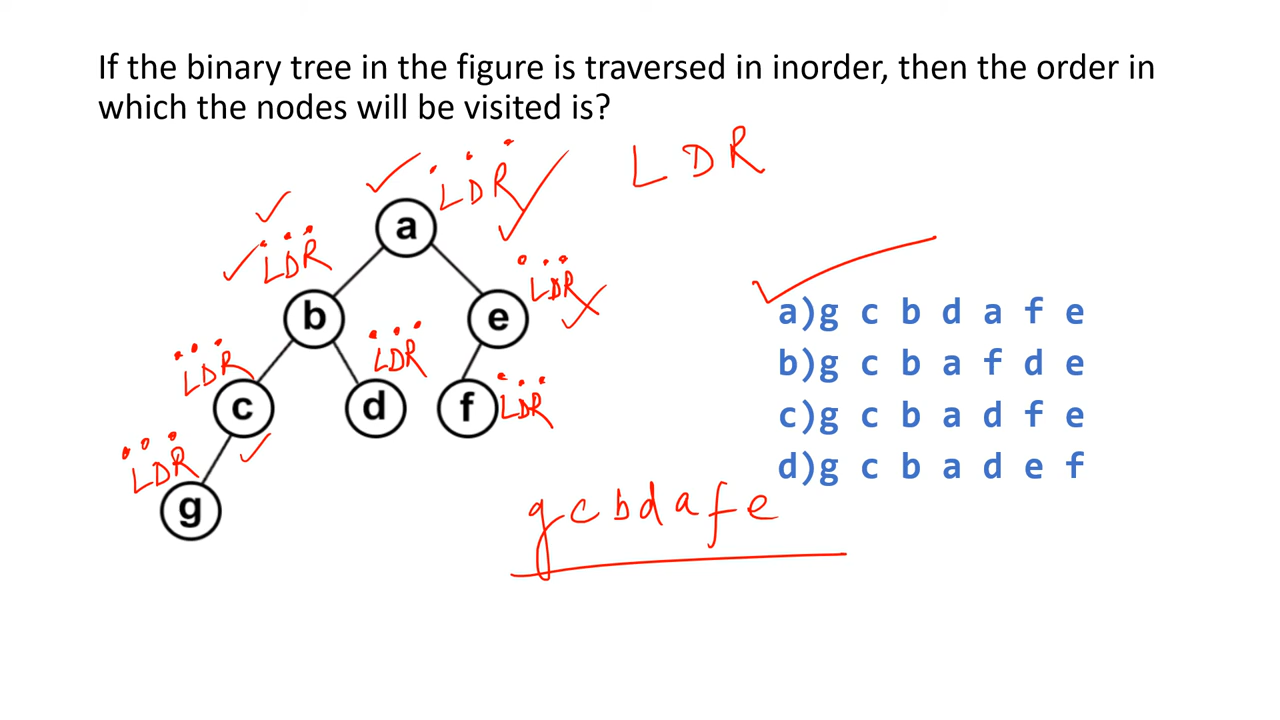 If the binary tree in the figure is traversed in inorder, then the order in
which the nodes will be visited is?
LDR
LDR
a
LDR
LDR
b
e
LDR
LDR
c
d
f
LDR
LDR
g
a)g c b d a f e
b)g c b a f d e
c)g c b a d f e
d)g c b a d e f
g c b d a f e